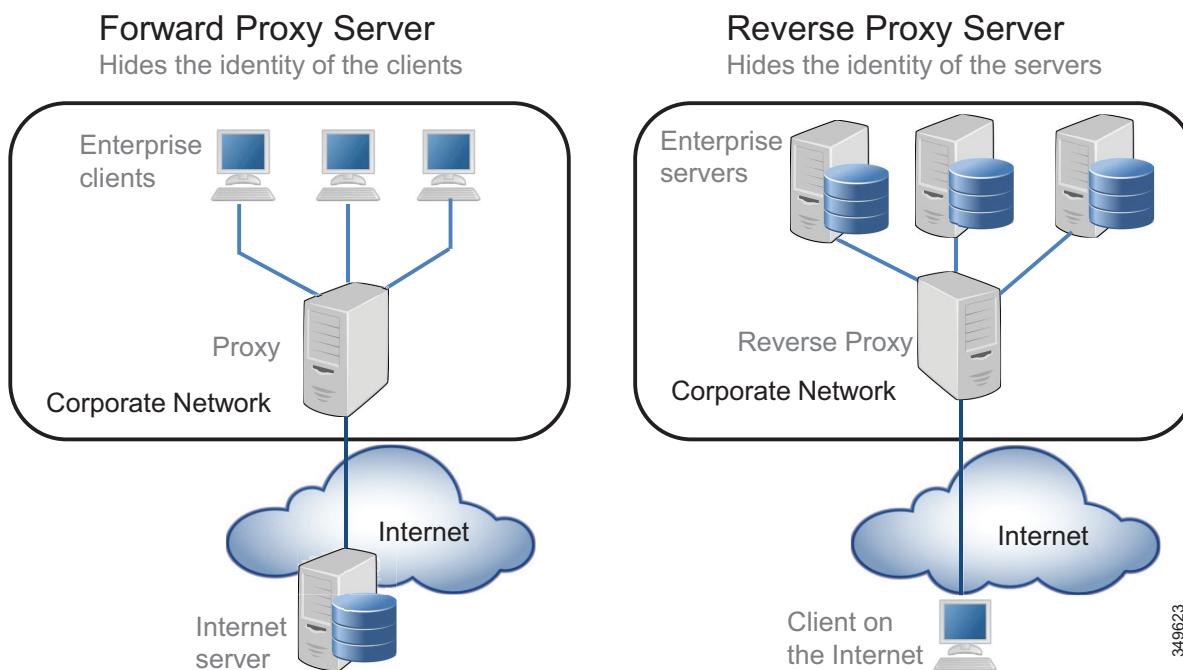 Forward Proxy Server
Hides the identity of the clients
Enterprise
clients
Proxy
Corporate Network
Internet
Internet
server
Reverse Proxy Server
Hides the identity of the servers
Enterprise
servers
Reverse Proxy
Corporate Network
Internet
Client on
the Internet
349623